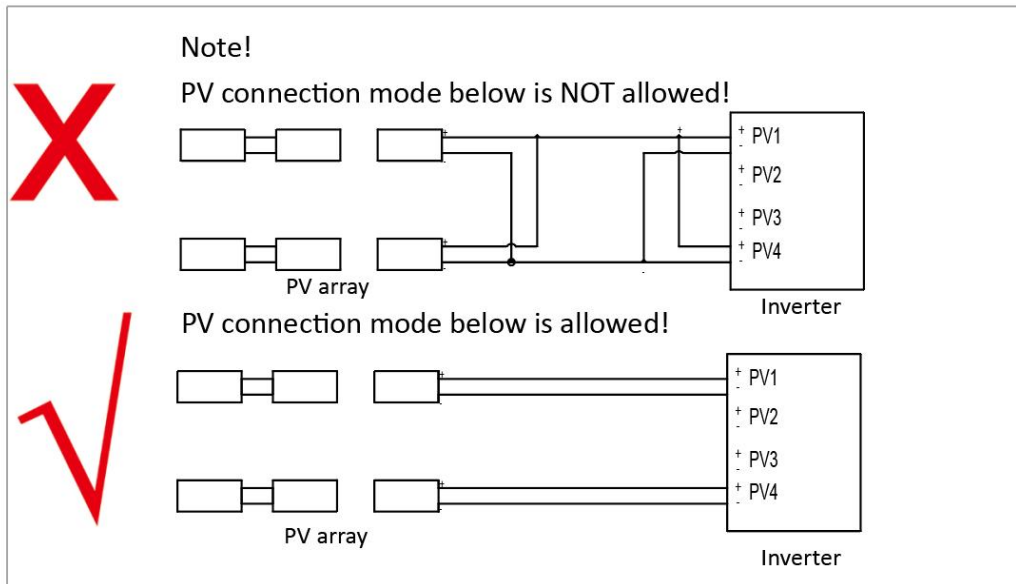 Note!
PV connection mode below is NOT allowed!
+ + + PV1
- -
+ PV2
-
+ PV3
-
+ + PV4
- - -
PV array
Inverter
PV connection mode below is allowed!
+ + PV1
- -
+ PV2
-
+ PV3
-
+ + PV4
- -
PV array
Inverter